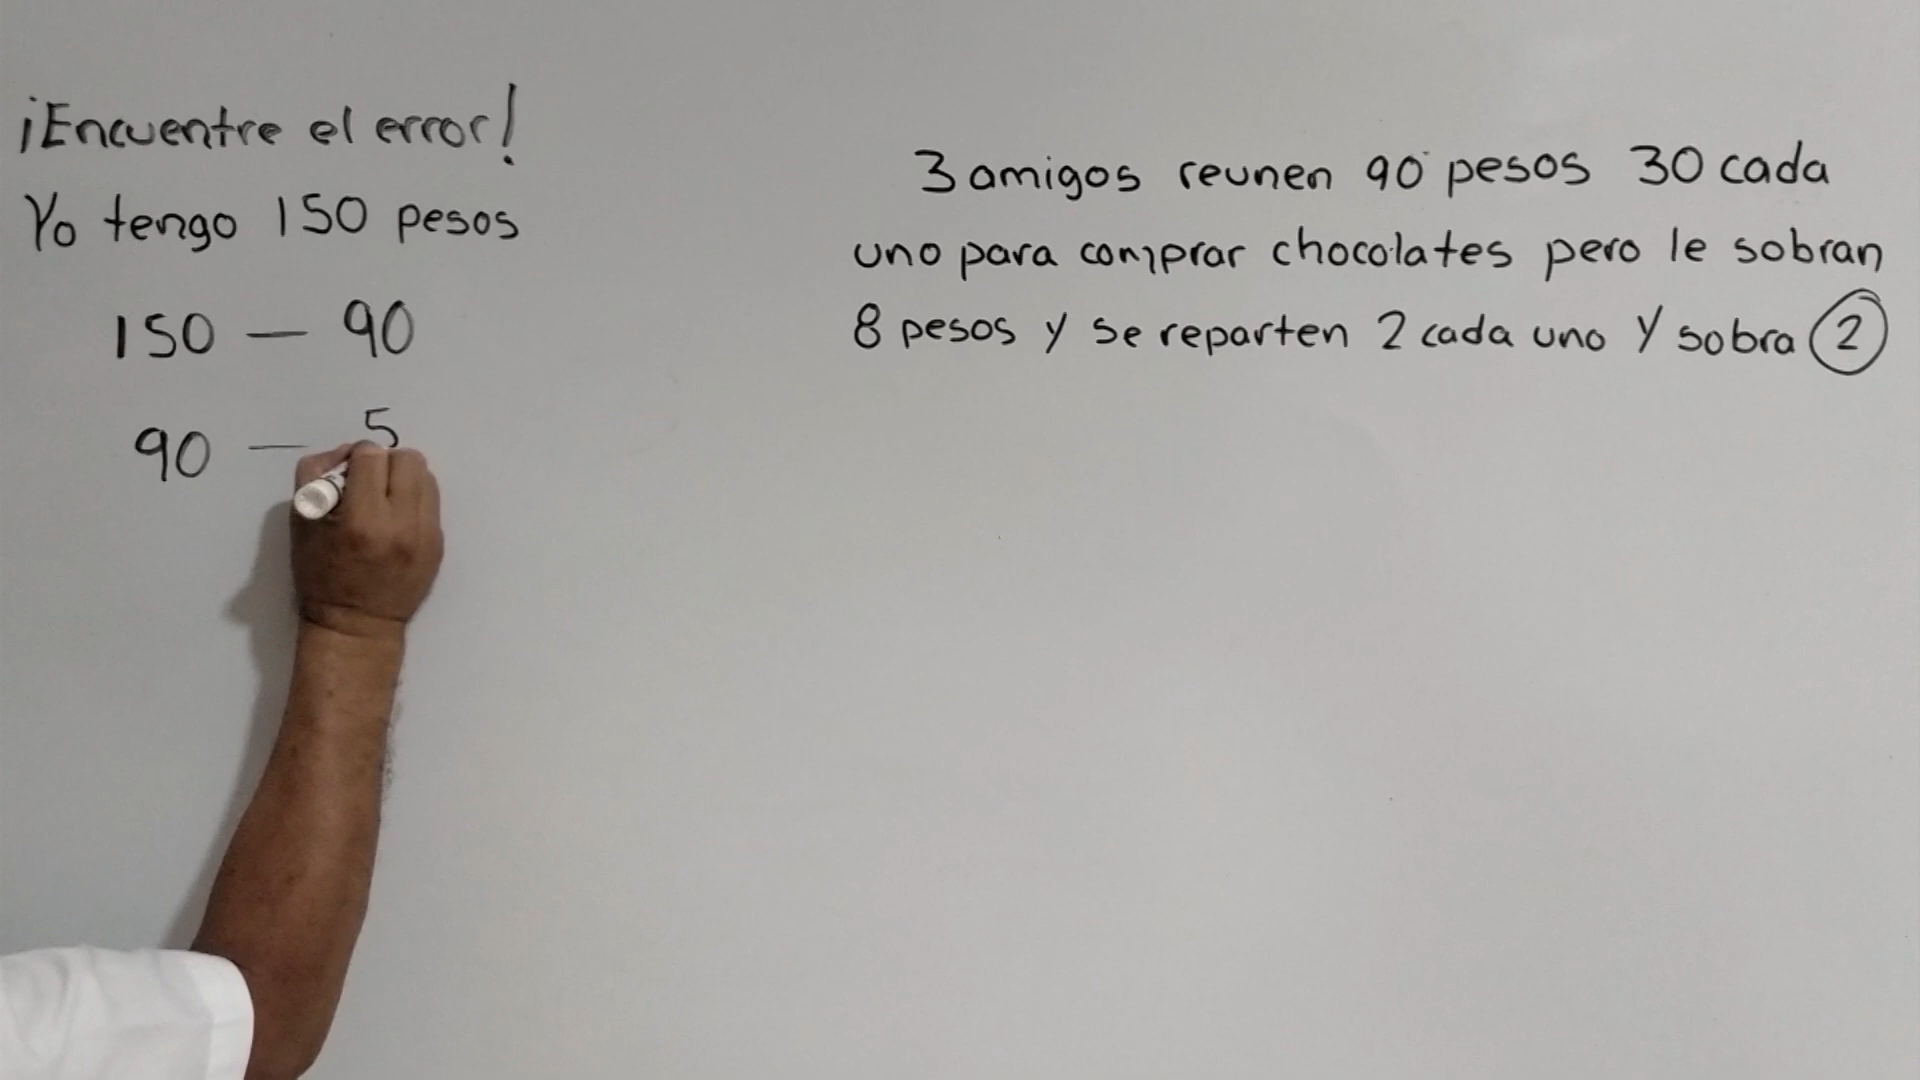 ¡Encuentre el error!
Yo tengo 150 pesos
150 — 90
90 — 5
3 amigos reunen 90 pesos 30 cada
uno para comprar chocolates pero le sobran
8 pesos y se reparten 2 cada uno y sobra 2